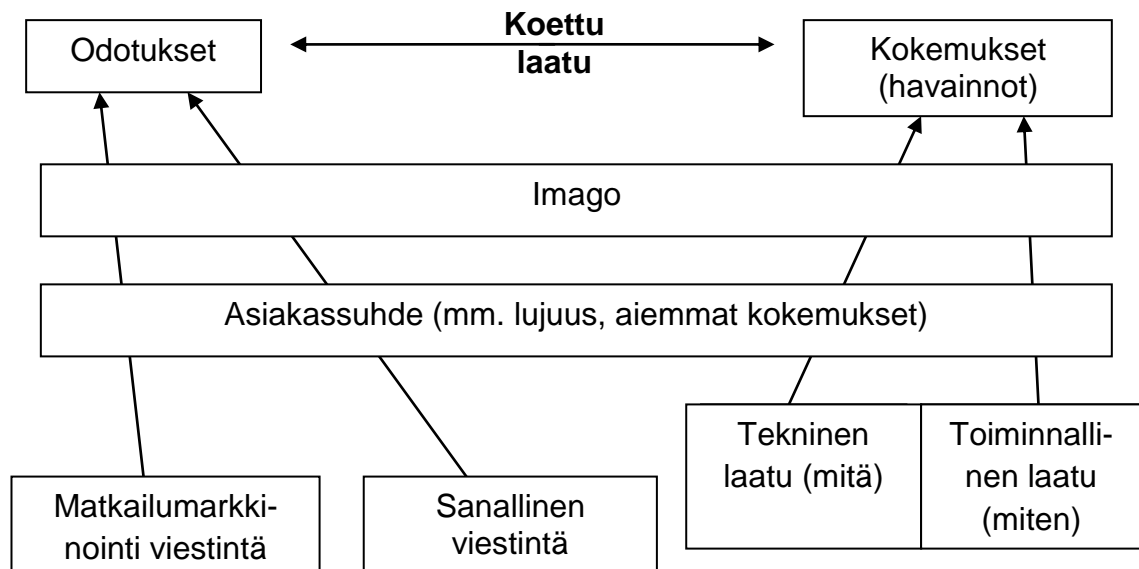 Odotukset
Koettu
laatu
Kokemukset
(havainnot)
Imago
Asiakassuhde (mm. lujuus, aiemmat kokemukset)
Tekninen
laatu (mitä)
Toiminnalli-
nen laatu
(miten)
Matkailumarkki-
nointi viestintä
Sanallinen
viestintä